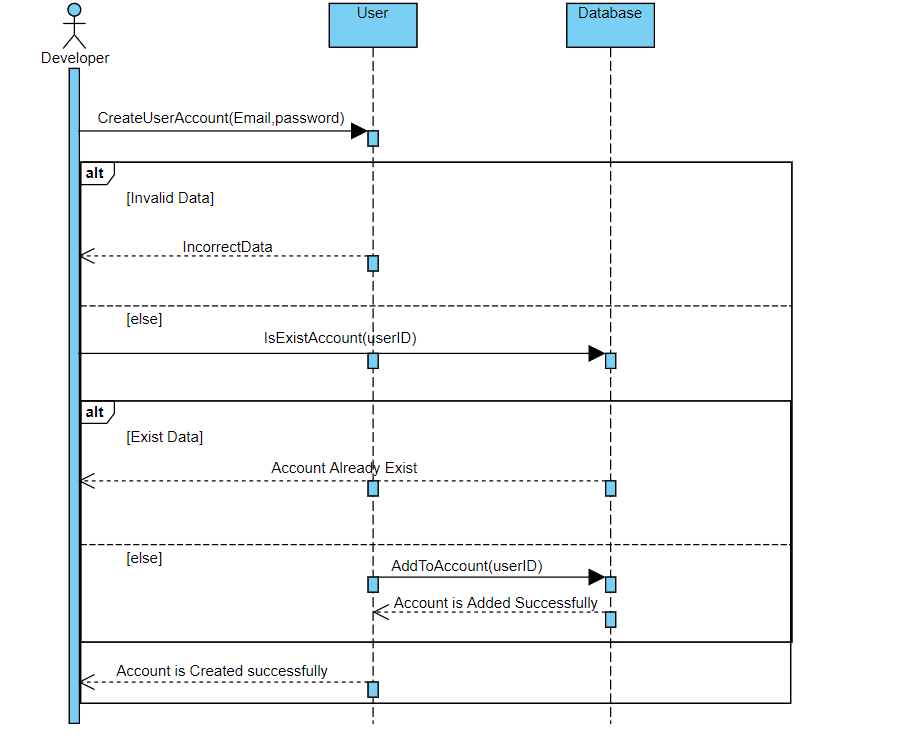 User
Database
Developer
CreateUserAccount(Email,password)
alt
[Invalid Data]
IncorrectData
[else]
IsExistAccount(userID)
alt
[Exist Data]
Account Already Exist
[else]
AddToAccount(userID)
Account is Added Successfully
Account is Created successfully